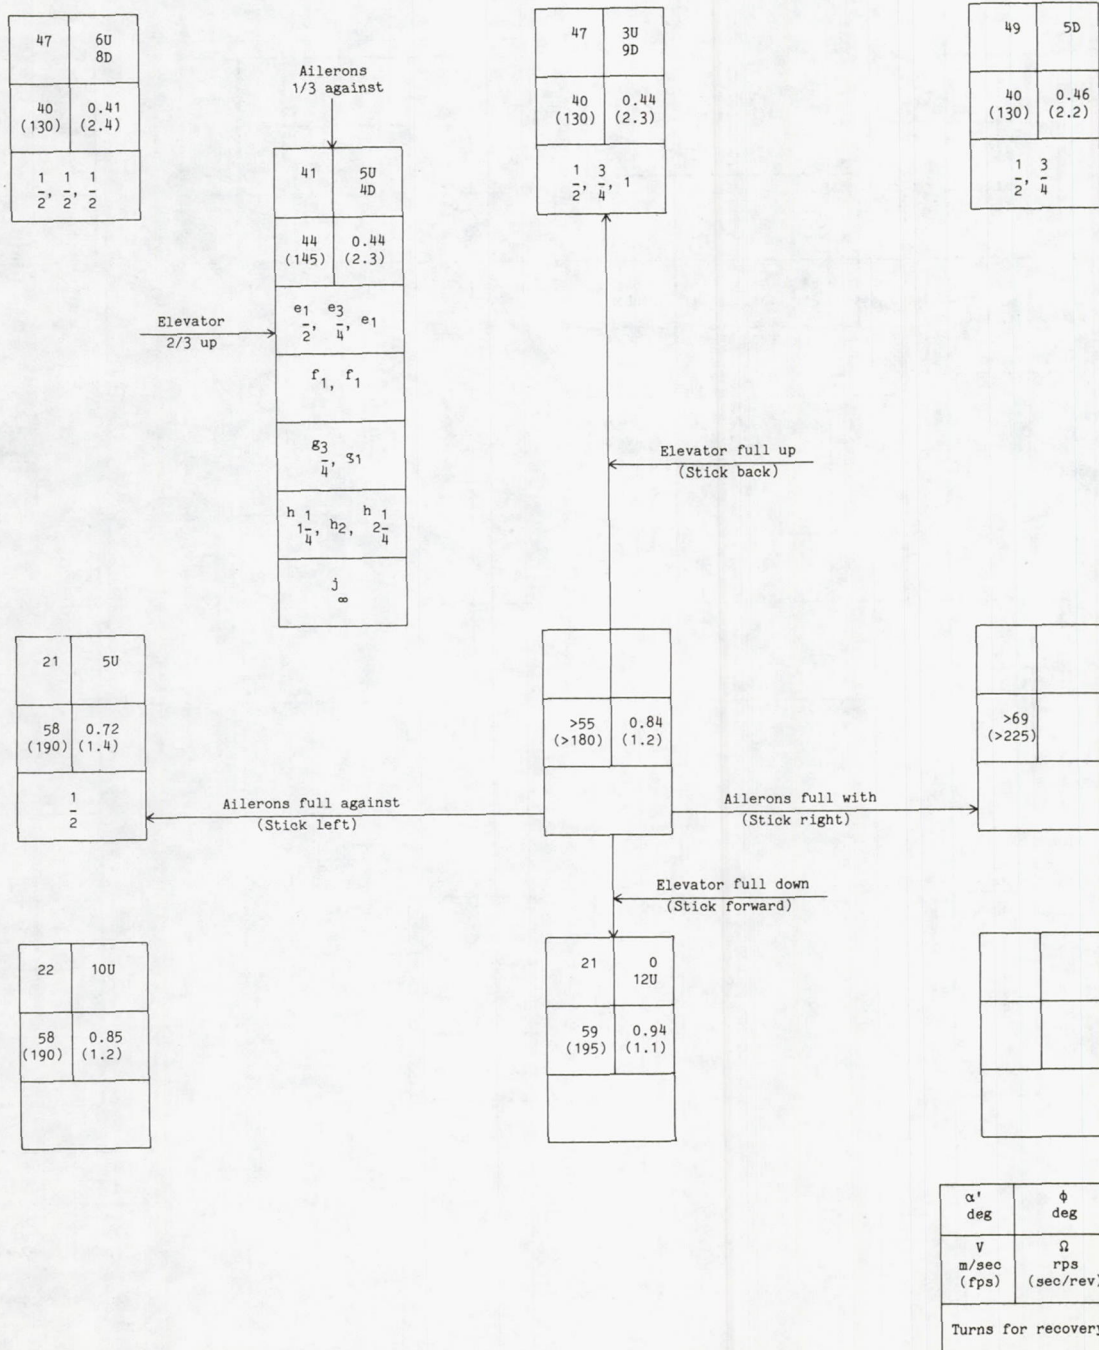 47 6U
8D
40 0.41
(130) (2.4)
1/2, 1/2, 1/2
Ailerons
1/3 against
47 3U
9D
40 0.44
(130) (2.3)
1/2, 3/4, 1
49 5D
40 0.46
(130) (2.2)
1/2, 3/4
41 5U
4D
44 0.44
(145) (2.3)
e 1/2, e 3/4, e1
f1, f1
g 3/4, g1
h 1 1/4, h2, h 2 1/4
j ∞
Elevator
2/3 up
Elevator full up
(Stick back)
21 5U
58 0.72
(190) (1.4)
1/2
>55 0.84
(>180) (1.2)
>69
(>225)
Ailerons full against
(Stick left)
Ailerons full with
(Stick right)
Elevator full down
(Stick forward)
22 10U
58 0.85
(190) (1.2)
21 0
12U
59 0.94
(195) (1.1)
α' φ
deg deg
V Ω
m/sec rps
(fps) (sec/rev)
Turns for recovery